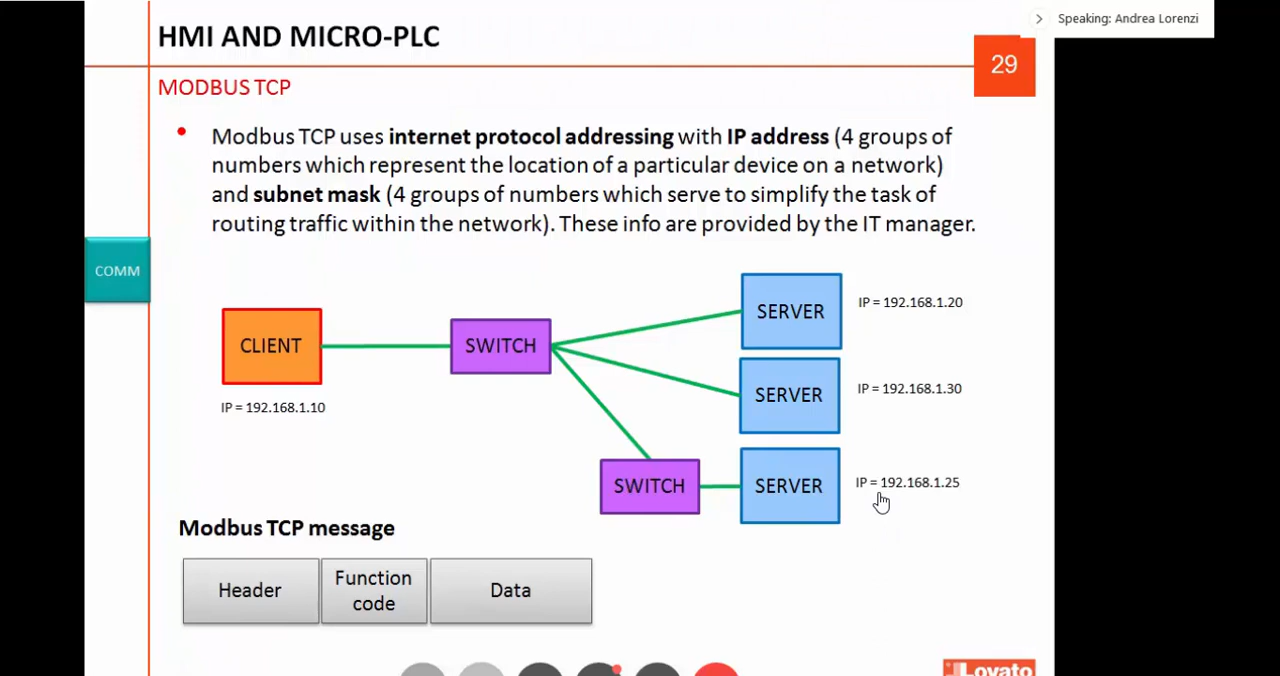 Speaking: Andrea Lorenzi
HMI AND MICRO-PLC
29
MODBUS TCP
• Modbus TCP uses internet protocol addressing with IP address (4 groups of
numbers which represent the location of a particular device on a network)
and subnet mask (4 groups of numbers which serve to simplify the task of
routing traffic within the network). These info are provided by the IT manager.
COMM
SERVER
IP = 192.168.1.20
CLIENT
SWITCH
SERVER
IP = 192.168.1.30
IP = 192.168.1.10
SWITCH
SERVER
IP = 192.168.1.25
Modbus TCP message
Header
Function
code
Data
Lovato